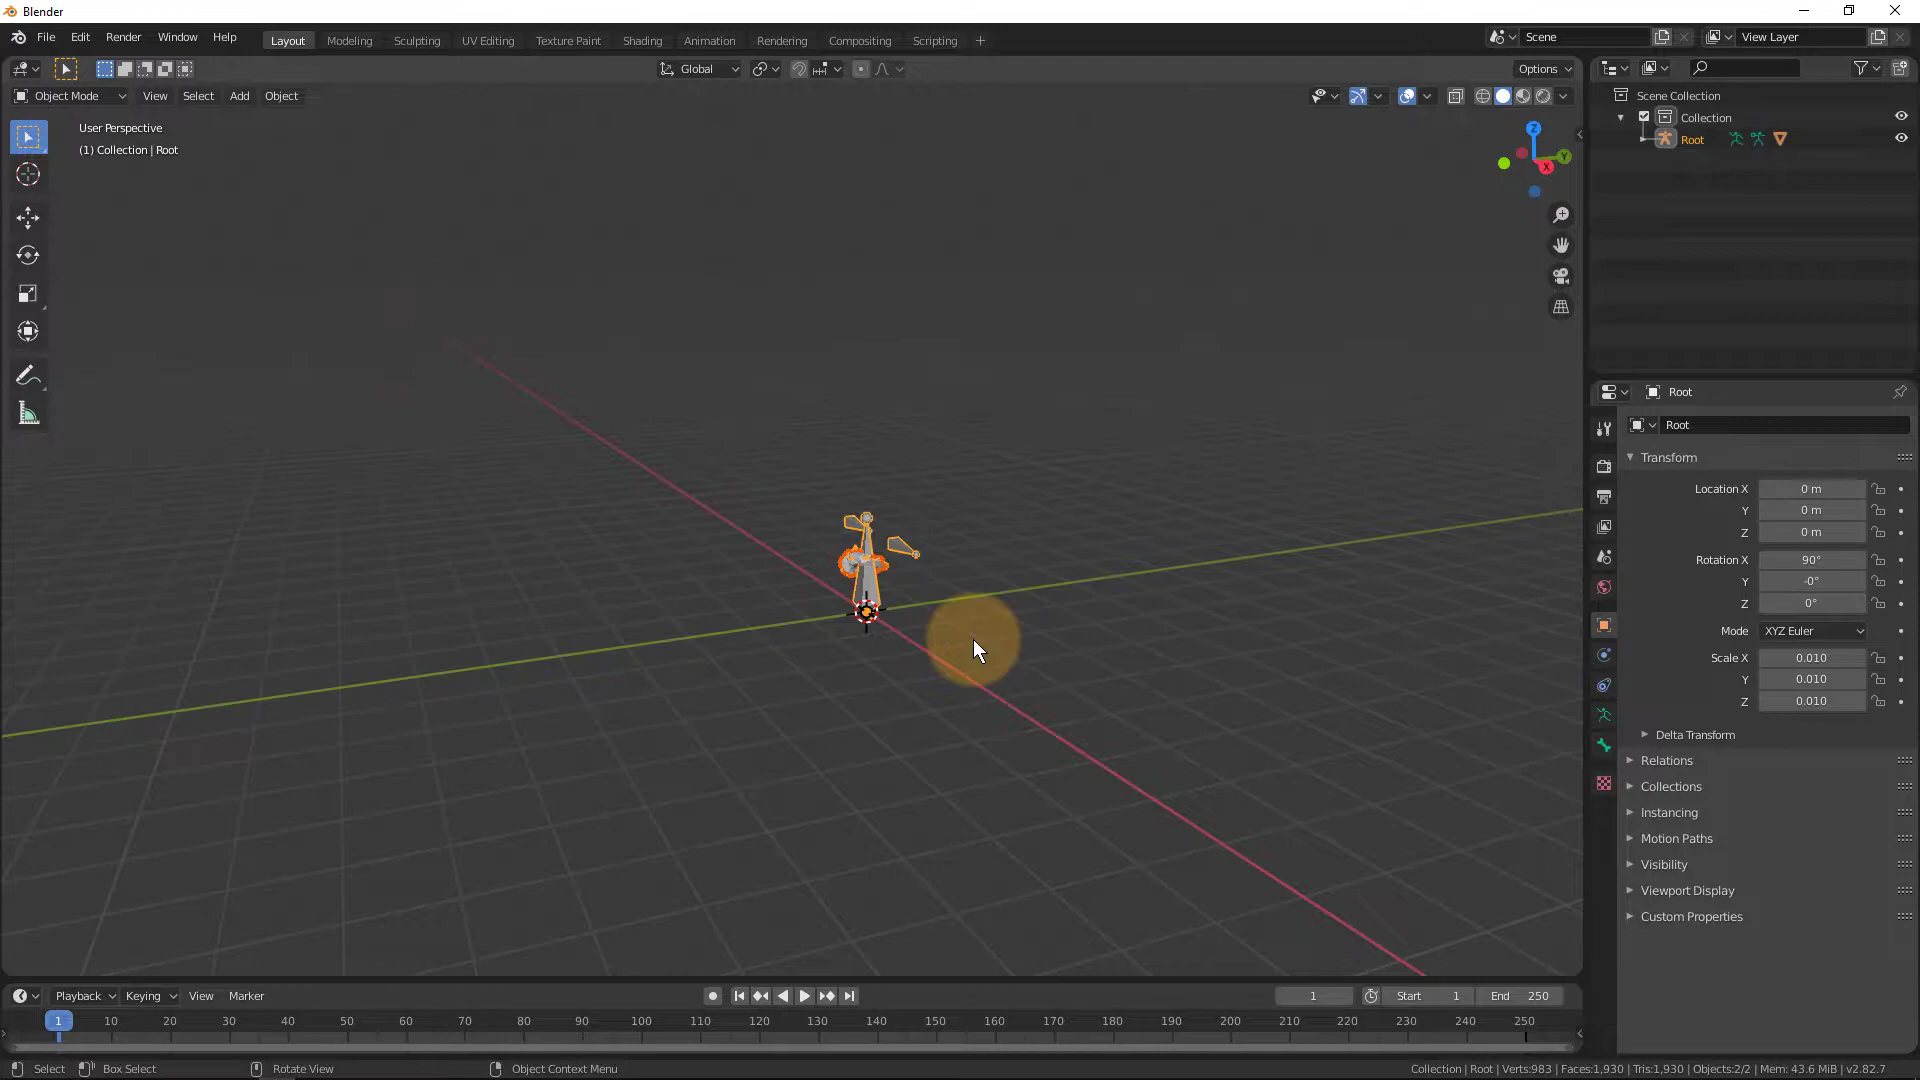 Blender
File Edit Render Window Help Layout Modeling Sculpting UV Editing Texture Paint Shading Animation Rendering Compositing Scripting + Scene View Layer
Global Options
Object Mode View Select Add Object
User Perspective
(1) Collection | Root
Z
Y
X
Scene Collection
Collection
Root
Root
Root
Transform
Location X 0 m
Y 0 m
Z 0 m
Rotation X 90°
Y -0°
Z 0°
Mode XYZ Euler
Scale X 0.010
Y 0.010
Z 0.010
Delta Transform
Relations
Collections
Instancing
Motion Paths
Visibility
Viewport Display
Custom Properties
Playback Keying View Marker 1 Start 1 End 250
1 10 20 30 40 50 60 70 80 90 100 110 120 130 140 150 160 170 180 190 200 210 220 230 240 250
Select Box Select Rotate View Object Context Menu Collection | Root | Verts:983 | Faces:1,930 | Tris:1,930 | Objects:2/2 | Mem: 43.6 MiB | v2.82.7